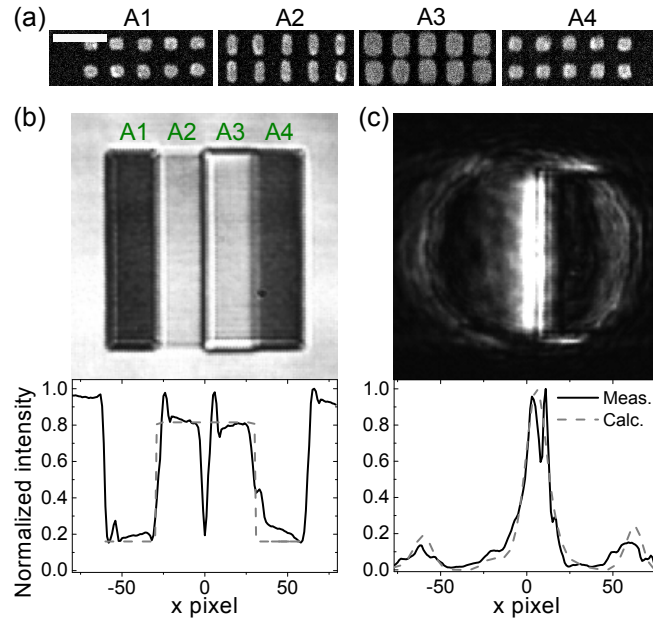 (a) A1 A2 A3 A4
(b) (c)
A1 A2 A3 A4
Normalized intensity
1.0
0.8
0.6
0.4
0.2
0.0
-50 0 50
x pixel
1.0
0.8
0.6
0.4
0.2
0.0
Meas.
Calc.
-50 0 50
x pixel